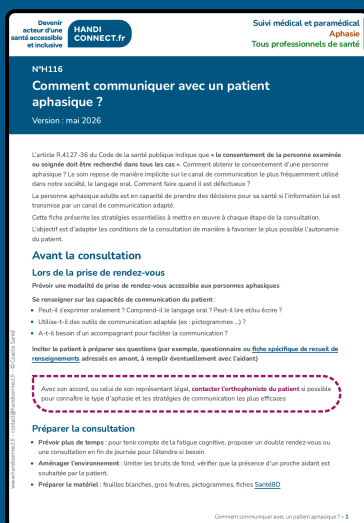 Devenir
acteur d'une
santé accessible
et inclusive
HANDI
CONNECT.fr
Suivi médical et paramédical
Aphasie
Tous professionnels de santé
N°H116
Comment communiquer avec un patient
aphasique ?
Version : mai 2026
L'article R.4127-36 du Code de la santé publique indique que « le consentement de la personne examinée
ou soignée doit être recherché dans tous les cas ». Comment obtenir le consentement d'une personne
aphasique ? Le soin repose de manière implicite sur le canal de communication le plus fréquemment utilisé
dans notre société, le langage oral. Comment faire quand il est défectueux ?
La personne aphasique adulte est en capacité de prendre des décisions pour sa santé si l'information lui est
transmise par un canal de communication adapté.
Cette fiche présente les stratégies essentielles à mettre en œuvre à chaque étape de la consultation.
L'objectif est d'adapter les conditions de la consultation de manière à favoriser le plus possible l'autonomie
du patient.
Avant la consultation
Lors de la prise de rendez-vous
Prévoir une modalité de prise de rendez-vous accessible aux personnes aphasiques
Se renseigner sur les capacités de communication du patient :
• Peut-il s'exprimer oralement ? Comprend-il le langage oral ? Peut-il lire et/ou écrire ?
• Utilise-t-il des outils de communication adaptée (ex : pictogrammes ...) ?
• A-t-il besoin d'un accompagnant pour faciliter la communication ?
Inciter le patient à préparer ses questions (par exemple, questionnaire ou fiche spécifique de recueil de
renseignements adressés en amont, à remplir éventuellement avec l'aidant)
Avec son accord, ou celui de son représentant légal, contacter l'orthophoniste du patient si possible
pour connaître le type d'aphasie et les stratégies de communication les plus efficaces
Préparer la consultation
• Prévoir plus de temps : pour tenir compte de la fatigue cognitive, proposer un double rendez-vous ou
une consultation en fin de journée pour l'étendre si besoin.
• Aménager l'environnement : limiter les bruits de fond, vérifier que la présence d'un proche aidant est
souhaitée par le patient.
• Préparer le matériel : feuilles blanches, gros feutres, pictogrammes, fiches SantéBD
www.handiconnect.fr - contact@handiconnect.fr - © Coactis Santé
Comment communiquer avec un patient aphasique ? - 1